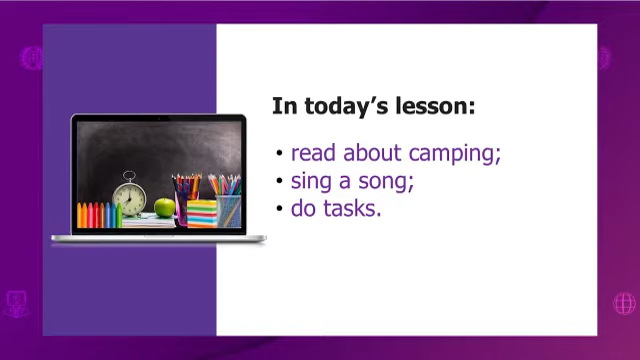 In today's lesson:
• read about camping;
• sing a song;
• do tasks.